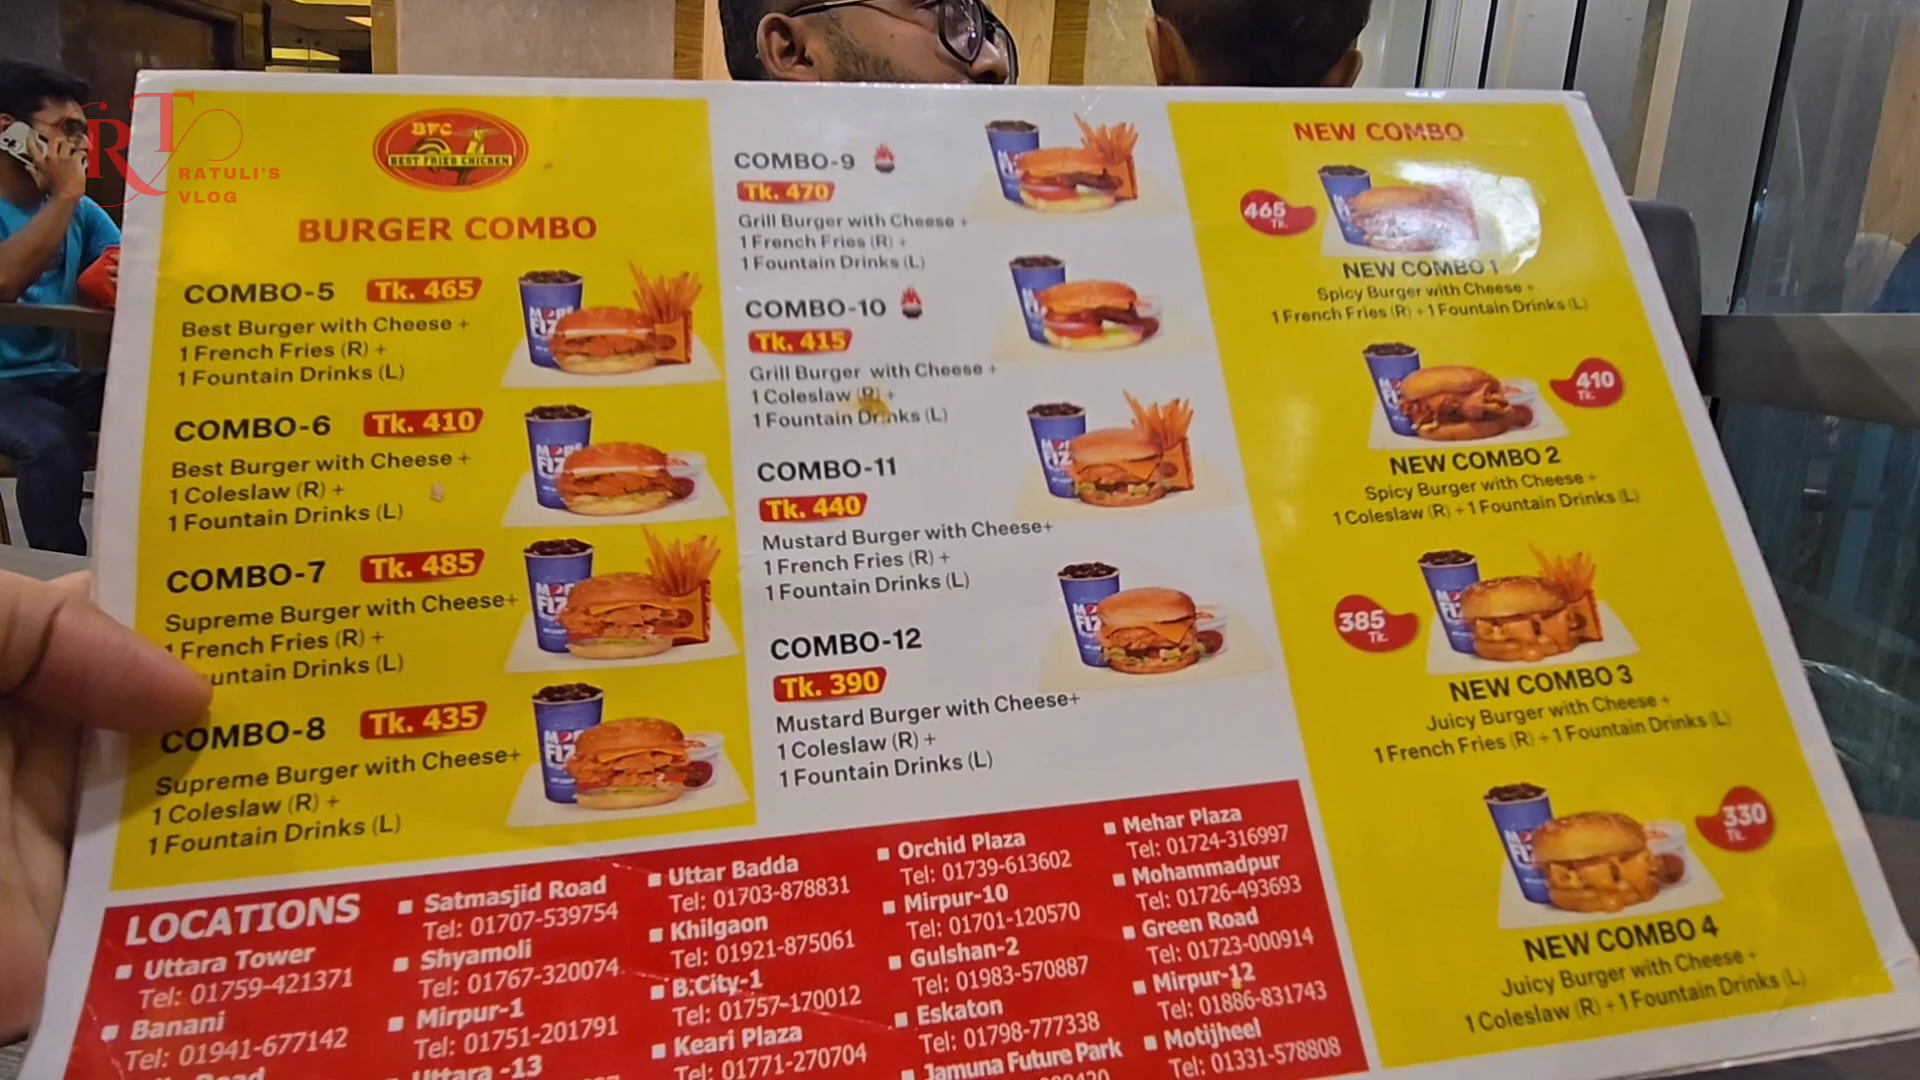 RT
RATULI'S
VLOG
BFC
BEST FRIED CHICKEN
BURGER COMBO
COMBO-5 Tk. 465
Best Burger with Cheese +
1 French Fries (R) +
1 Fountain Drinks (L)
COMBO-6 Tk. 410
Best Burger with Cheese +
1 Coleslaw (R) +
1 Fountain Drinks (L)
COMBO-7 Tk. 485
Supreme Burger with Cheese+
1 French Fries (R) +
untain Drinks (L)
COMBO-8 Tk. 435
Supreme Burger with Cheese+
1 Coleslaw (R) +
1 Fountain Drinks (L)
COMBO-9
Tk. 470
Grill Burger with Cheese +
1 French Fries (R) +
1 Fountain Drinks (L)
COMBO-10
Tk. 415
Grill Burger with Cheese +
1 Coleslaw (R) +
1 Fountain Drinks (L)
COMBO-11
Tk. 440
Mustard Burger with Cheese+
1 French Fries (R) +
1 Fountain Drinks (L)
COMBO-12
Tk. 390
Mustard Burger with Cheese+
1 Coleslaw (R) +
1 Fountain Drinks (L)
NEW COMBO
465
Tk.
NEW COMBO 1
Spicy Burger with Cheese +
1 French Fries (R) + 1 Fountain Drinks (L)
410
Tk.
NEW COMBO 2
Spicy Burger with Cheese +
1 Coleslaw (R) + 1 Fountain Drinks (L)
385
Tk.
NEW COMBO 3
Juicy Burger with Cheese +
1 French Fries (R) + 1 Fountain Drinks (L)
330
Tk.
NEW COMBO 4
Juicy Burger with Cheese +
1 Coleslaw (R) + 1 Fountain Drinks (L)
LOCATIONS
Uttara Tower
Tel: 01759-421371
Banani
Tel: 01941-677142
Road
Satmasjid Road
Tel: 01707-539754
Shyamoli
Tel: 01767-320074
Mirpur-1
Tel: 01751-201791
Uttara -13
Uttar Badda
Tel: 01703-878831
Khilgaon
Tel: 01921-875061
B.City-1
Tel: 01757-170012
Keari Plaza
Tel: 01771-270704
Orchid Plaza
Tel: 01739-613602
Mirpur-10
Tel: 01701-120570
Gulshan-2
Tel: 01983-570887
Eskaton
Tel: 01798-777338
Jamuna Future Park
Mehar Plaza
Tel: 01724-316997
Mohammadpur
Tel: 01726-493693
Green Road
Tel: 01723-000914
Mirpur-12
Tel: 01886-831743
Motijheel
Tel: 01331-578808